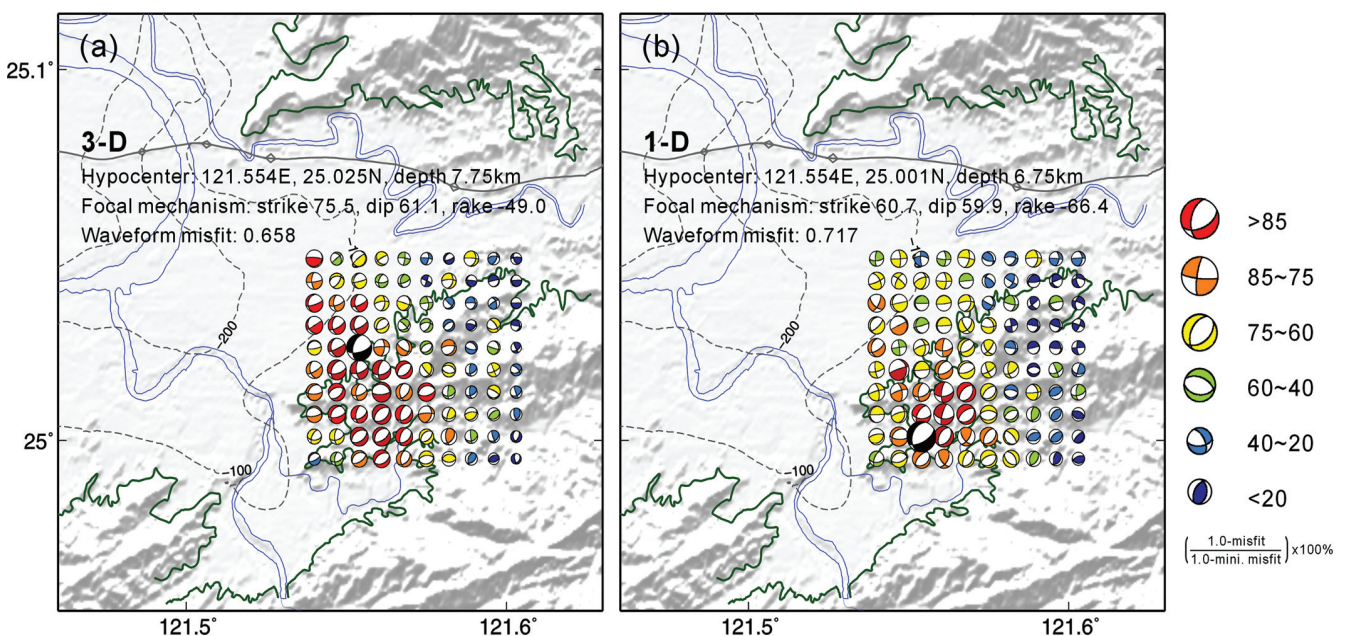 (a)
25.1°
3-D
Hypocenter: 121.554E, 25.025N, depth 7.75km
Focal mechanism: strike 75.5, dip 61.1, rake -49.0
Waveform misfit: 0.658
-200
25°
-100
121.5°
121.6°
(b)
1-D
Hypocenter: 121.554E, 25.001N, depth 6.75km
Focal mechanism: strike 60.7, dip 59.9, rake -66.4
Waveform misfit: 0.717
-200
-100
121.5°
121.6°
>85
85~75
75~60
60~40
40~20
<20
(1.0-misfit
1.0-mini. misfit)x100%